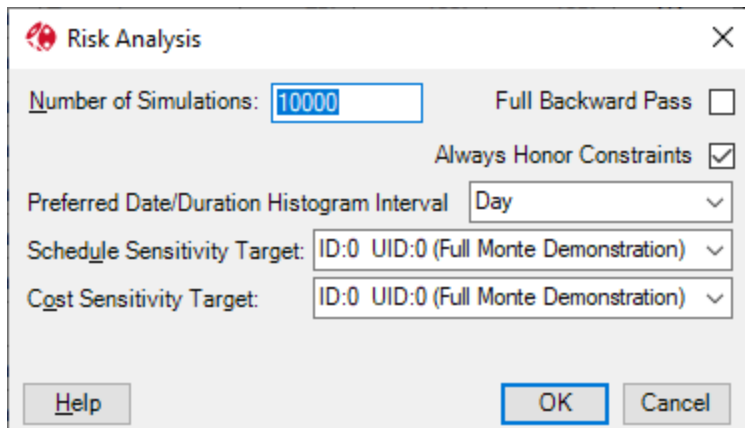 Risk Analysis
Number of Simulations: 10000 Full Backward Pass
Always Honor Constraints
Preferred Date/Duration Histogram Interval Day
Schedule Sensitivity Target: ID:0 UID:0 (Full Monte Demonstration)
Cost Sensitivity Target: ID:0 UID:0 (Full Monte Demonstration)
Help OK Cancel